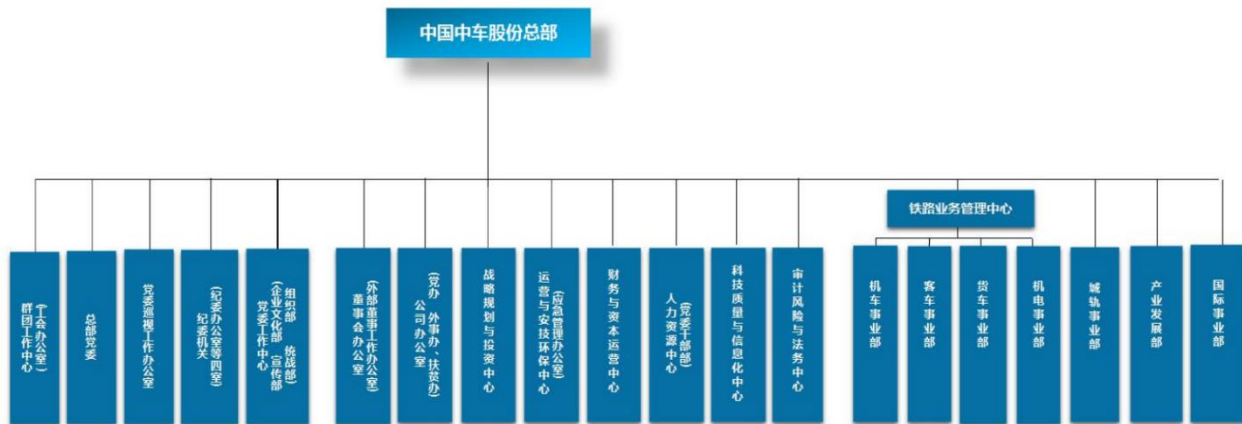 中国中车股份总部
铁路业务管理中心
群团工作中心
(工会办公室)
总部党委
党委巡视工作办公室
纪委机关
(纪委办公室等四室)
党委工作中心
(企业文化部 宣传部
组织部 统战部)
董事会办公室
(外部董事工作办公室)
公司办公室
(党办 外事办、扶贫办)
战略规划与投资中心
运营与安技环保中心
(应急管理办公室)
财务与资本运营中心
人力资源中心
(党委干部部)
科技质量与信息化中心
审计风险与法务中心
机车事业部
客车事业部
货车事业部
机电事业部
城轨事业部
产业发展部
国际事业部